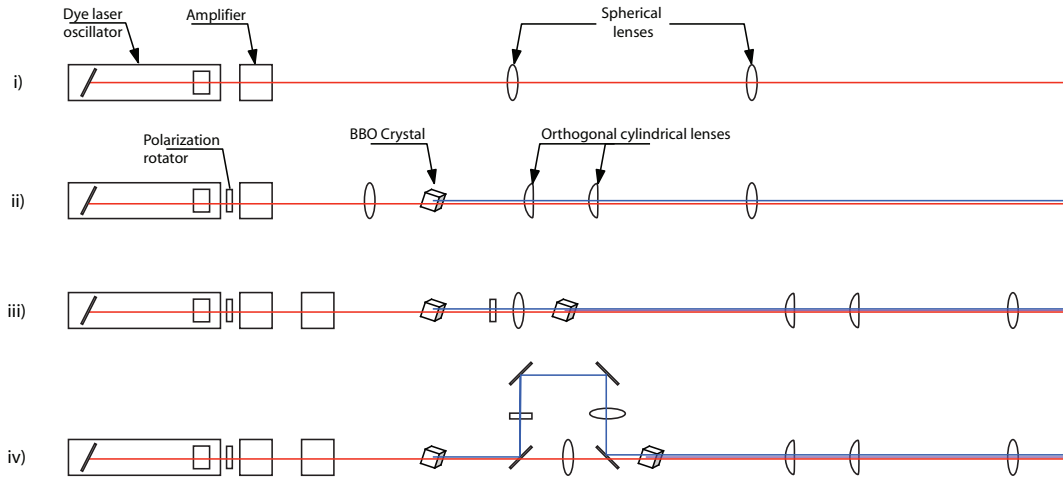 Dye laser
oscillator
Amplifier
Spherical
lenses
i)
Polarization
rotator
BBO Crystal
Orthogonal cylindrical lenses
ii)
iii)
iv)